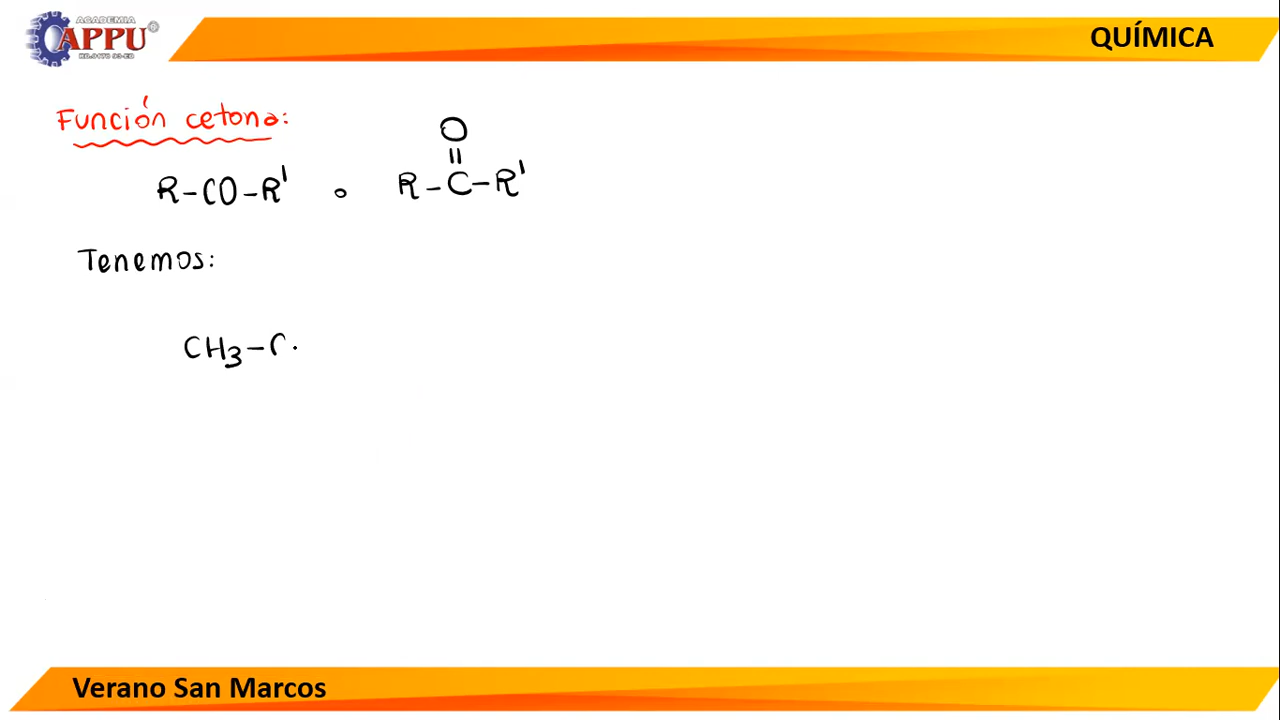 ACADEMIA
APPU®
QUÍMICA
Función cetona:
O
||
R-CO-R' o R-C-R'
Tenemos:
CH3-C
Verano San Marcos